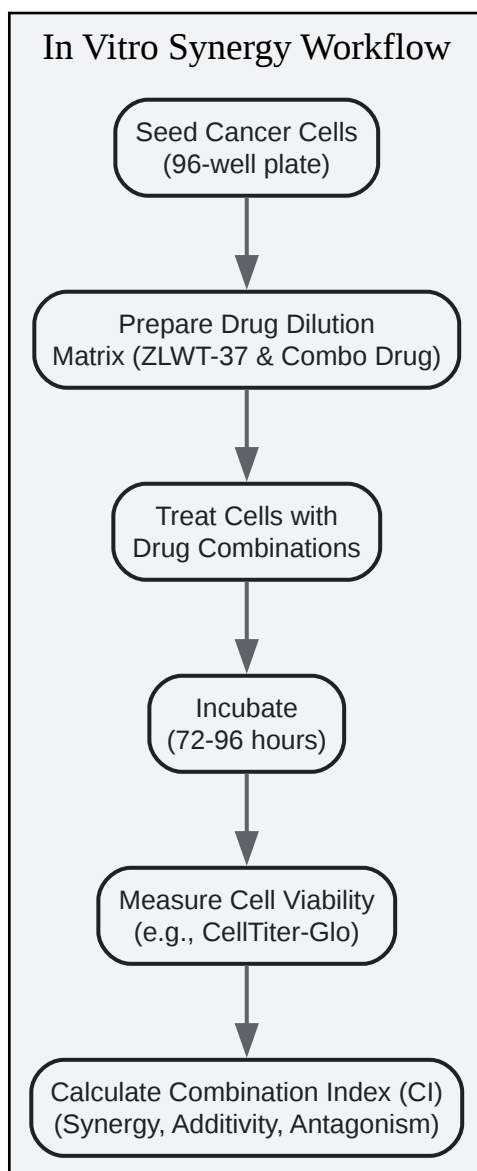 In Vitro Synergy Workflow
Seed Cancer Cells
(96-well plate)
Prepare Drug Dilution
Matrix (ZLWT-37 & Combo Drug)
Treat Cells with
Drug Combinations
Incubate
(72-96 hours)
Measure Cell Viability
(e.g., CellTiter-Glo)
Calculate Combination Index (CI)
(Synergy, Additivity, Antagonism)